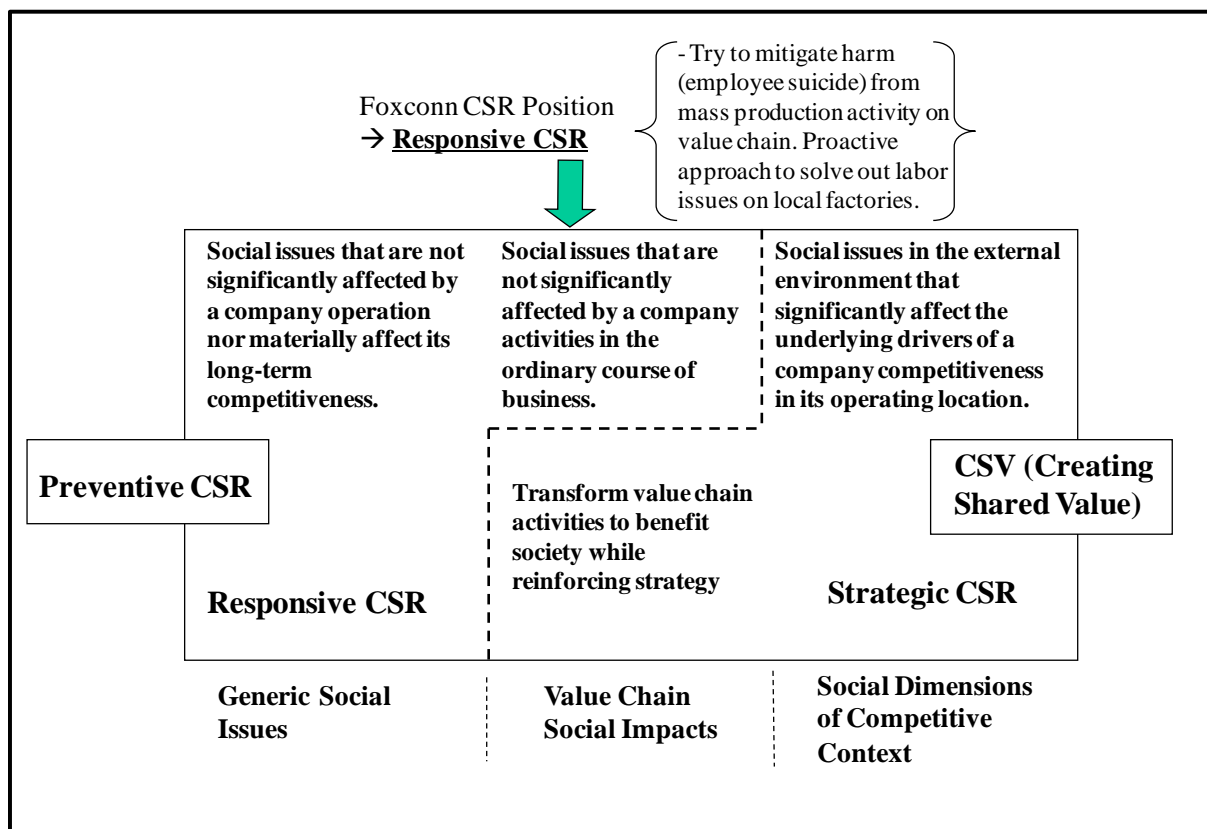 Foxconn CSR Position
→ Responsive CSR
- Try to mitigate harm
(employee suicide) from
mass production activity on
value chain. Proactive
approach to solve out labor
issues on local factories.
Social issues that are not
significantly affected by
a company operation
nor materially affect its
long-term
competitiveness.
Social issues that are
not significantly
affected by a company
activities in the
ordinary course of
business.
Social issues in the external
environment that
significantly affect the
underlying drivers of a
company competitiveness
in its operating location.
Preventive CSR
CSV (Creating
Shared Value)
Transform value chain
activities to benefit
society while
reinforcing strategy
Responsive CSR
Strategic CSR
Generic Social
Issues
Value Chain
Social Impacts
Social Dimensions
of Competitive
Context